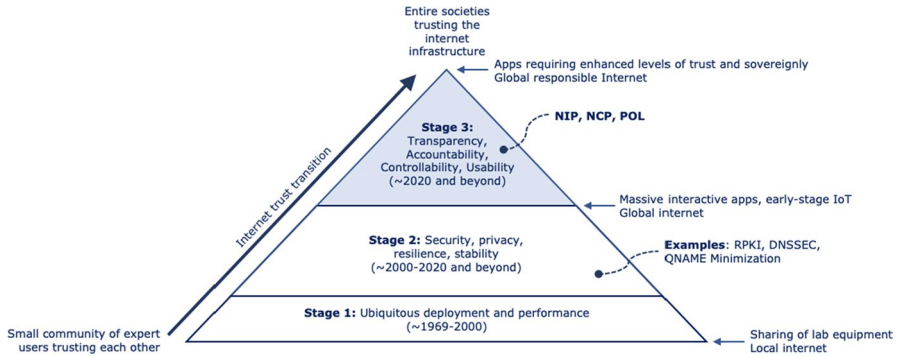 Entire societies
trusting the
internet
infrastructure
Apps requiring enhanced levels of trust and sovereignly
Global responsible Internet
NIP, NCP, POL
Stage 3:
Transparency,
Accountability,
Controllability, Usability
(~2020 and beyond)
Internet trust transition
Massive interactive apps, early-stage IoT
Global internet
Stage 2: Security, privacy,
resilience, stability
(~2000-2020 and beyond)
Examples: RPKI, DNSSEC,
QNAME Minimization
Stage 1: Ubiquitous deployment and performance
(~1969-2000)
Small community of expert
users trusting each other
Sharing of lab equipment
Local internet